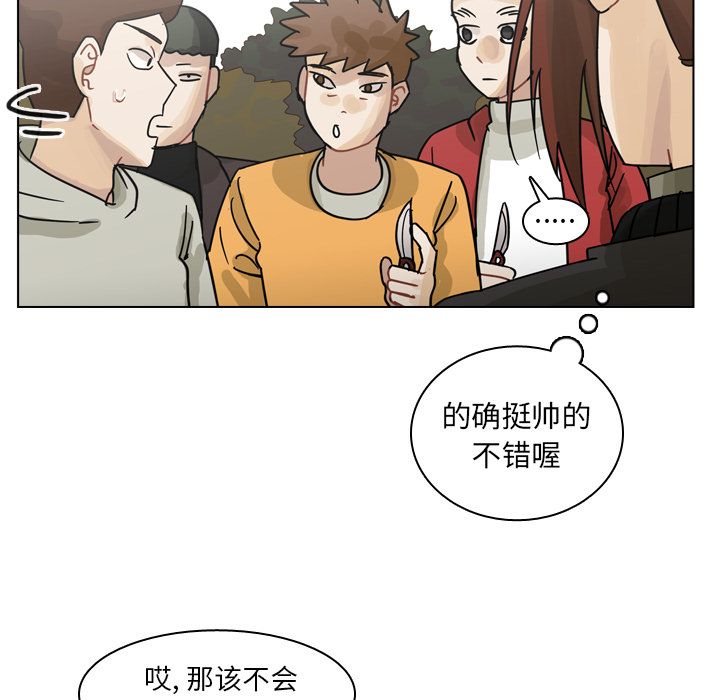 .....
的确挺帅的
不错喔
哎, 那该不会